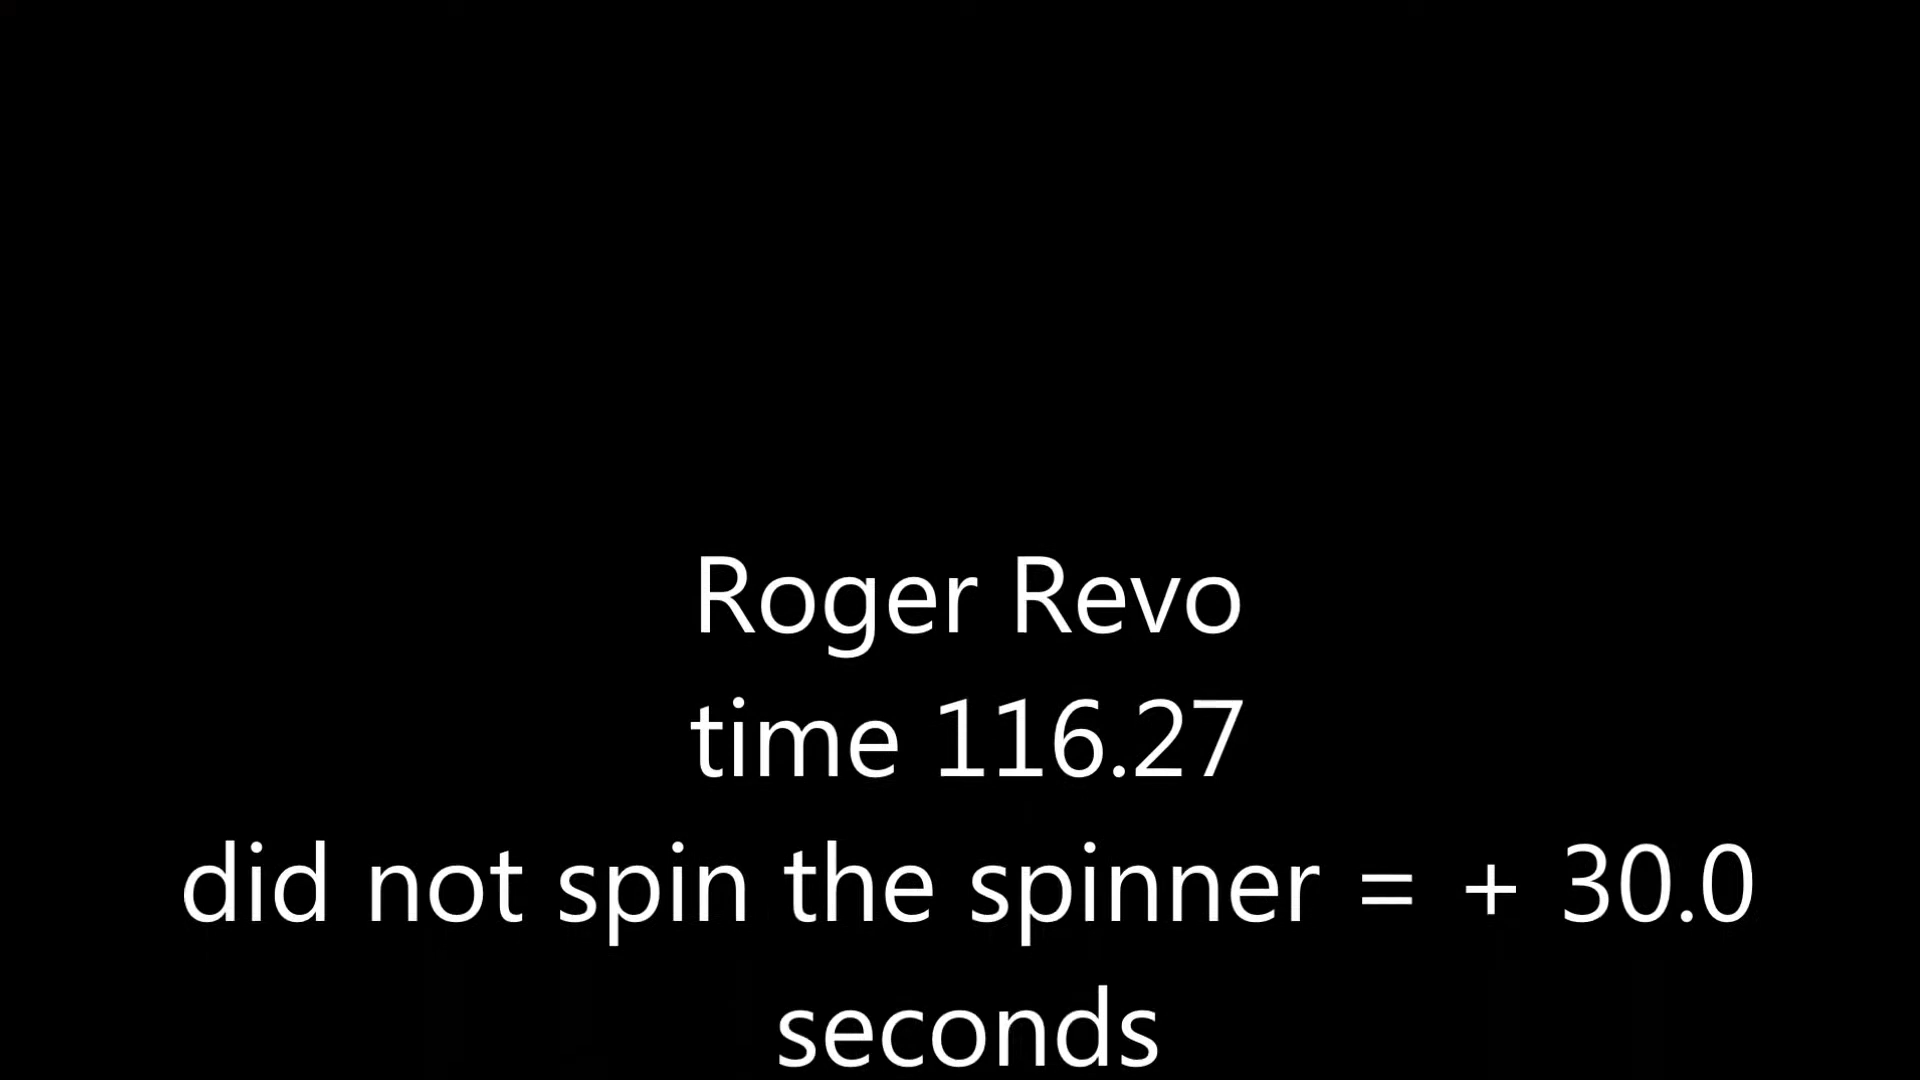 Roger Revo
time 116.27
did not spin the spinner = + 30.0
seconds